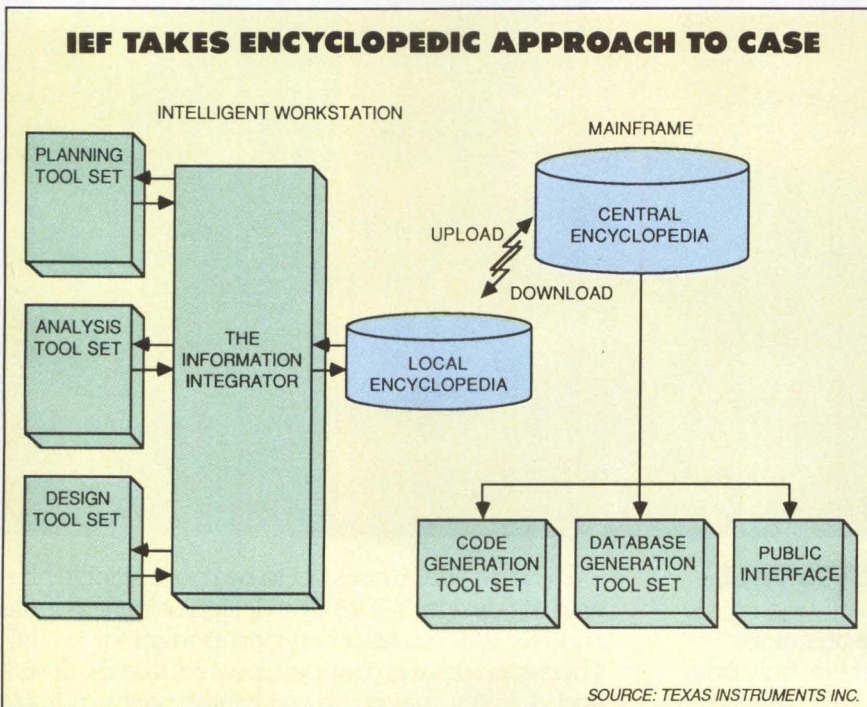 IEF TAKES ENCYCLOPEDIC APPROACH TO CASE
INTELLIGENT WORKSTATION
PLANNING
TOOL SET
ANALYSIS
TOOL SET
DESIGN
TOOL SET
THE
INFORMATION
INTEGRATOR
LOCAL
ENCYCLOPEDIA
UPLOAD
DOWNLOAD
MAINFRAME
CENTRAL
ENCYCLOPEDIA
CODE
GENERATION
TOOL SET
DATABASE
GENERATION
TOOL SET
PUBLIC
INTERFACE
SOURCE: TEXAS INSTRUMENTS INC.